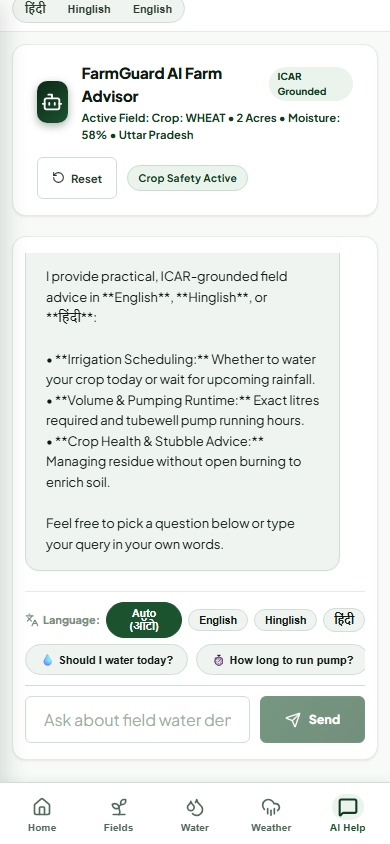 हिंदी Hinglish English
FarmGuard AI Farm
Advisor
ICAR
Grounded
Active Field: Crop: WHEAT • 2 Acres • Moisture:
58% • Uttar Pradesh
Reset
Crop Safety Active
I provide practical, ICAR-grounded field
advice in **English**, **Hinglish**, or
**हिंदी**:
• **Irrigation Scheduling:** Whether to water
your crop today or wait for upcoming rainfall.
• **Volume & Pumping Runtime:** Exact litres
required and tubewell pump running hours.
• **Crop Health & Stubble Advice:**
Managing residue without open burning to
enrich soil.
Feel free to pick a question below or type
your query in your own words.
Language:
Auto
(ऑटो)
English Hinglish हिंदी
Should I water today? How long to run pump?
Ask about field water der
Send
Home Fields Water Weather AI Help